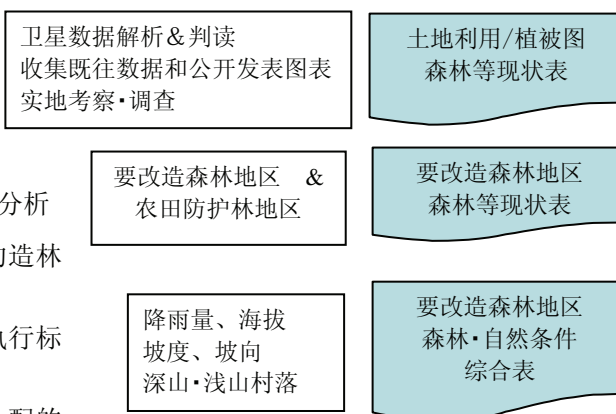 卫星数据解析&判读
收集既往数据和公开发表图表
实地考察·调查
土地利用/植被图
森林等现状表
分析
造林
执行标
配的
要改造森林地区 &
农田防护林地区
要改造森林地区
森林等现状表
降雨量、海拔
坡度、坡向
深山·浅山村落
要改造森林地区
森林·自然条件
综合表